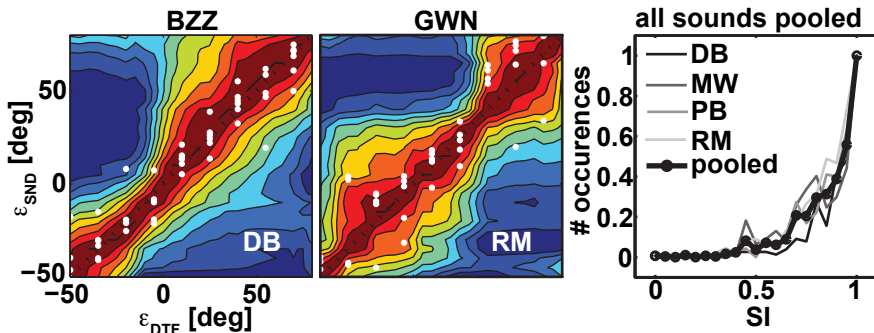 BZZ
GWN
all sounds pooled
ε_SND [deg]
50
0
−50
DB
RM
−50 0 50
ε_DTF [deg]
# occurences
1
0.8
0.6
0.4
0.2
0
DB
MW
PB
RM
pooled
0 0.5 1
SI